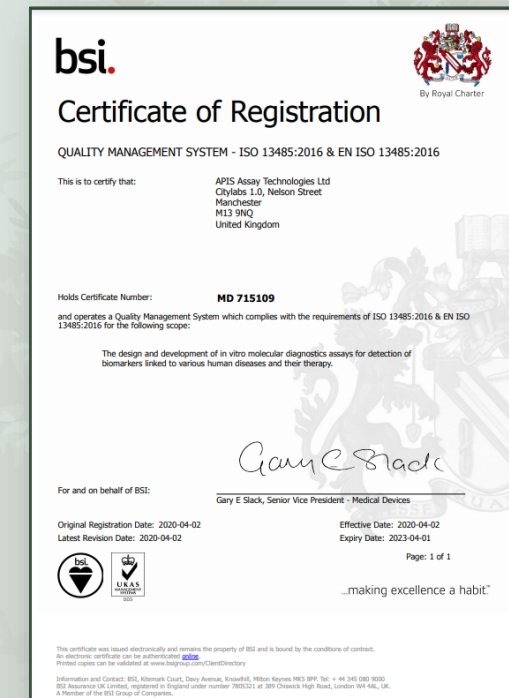 bsi.
By Royal Charter
Certificate of Registration
QUALITY MANAGEMENT SYSTEM - ISO 13485:2016 & EN ISO 13485:2016
This is to certify that:
APIS Assay Technologies Ltd
Citylabs 1.0, Nelson Street
Manchester
M13 9NQ
United Kingdom
Holds Certificate Number:
MD 715109
and operates a Quality Management System which complies with the requirements of ISO 13485:2016 & EN ISO
13485:2016 for the following scope:
The design and development of in vitro molecular diagnostics assays for detection of
biomarkers linked to various human diseases and their therapy.
Gary E Slack
For and on behalf of BSI:
Gary E Slack, Senior Vice President - Medical Devices
Original Registration Date: 2020-04-02
Effective Date: 2020-04-02
Latest Revision Date: 2020-04-02
Expiry Date: 2023-04-01
Page: 1 of 1
bsi.
UKAS
MANAGEMENT
SYSTEMS
003
...making excellence a habit.™
This certificate was issued electronically and remains the property of BSI and is bound by the conditions of contract.
An electronic certificate can be authenticated online.
Printed copies can be validated at www.bsigroup.com/ClientDirectory
Information and Contact: BSI, Kitemark Court, Davy Avenue, Knowlhill, Milton Keynes MK5 8PP. Tel: + 44 345 080 9000
BSI Assurance UK Limited, registered in England under number 7805321 at 389 Chiswick High Road, London W4 4AL, UK.
A Member of the BSI Group of Companies.